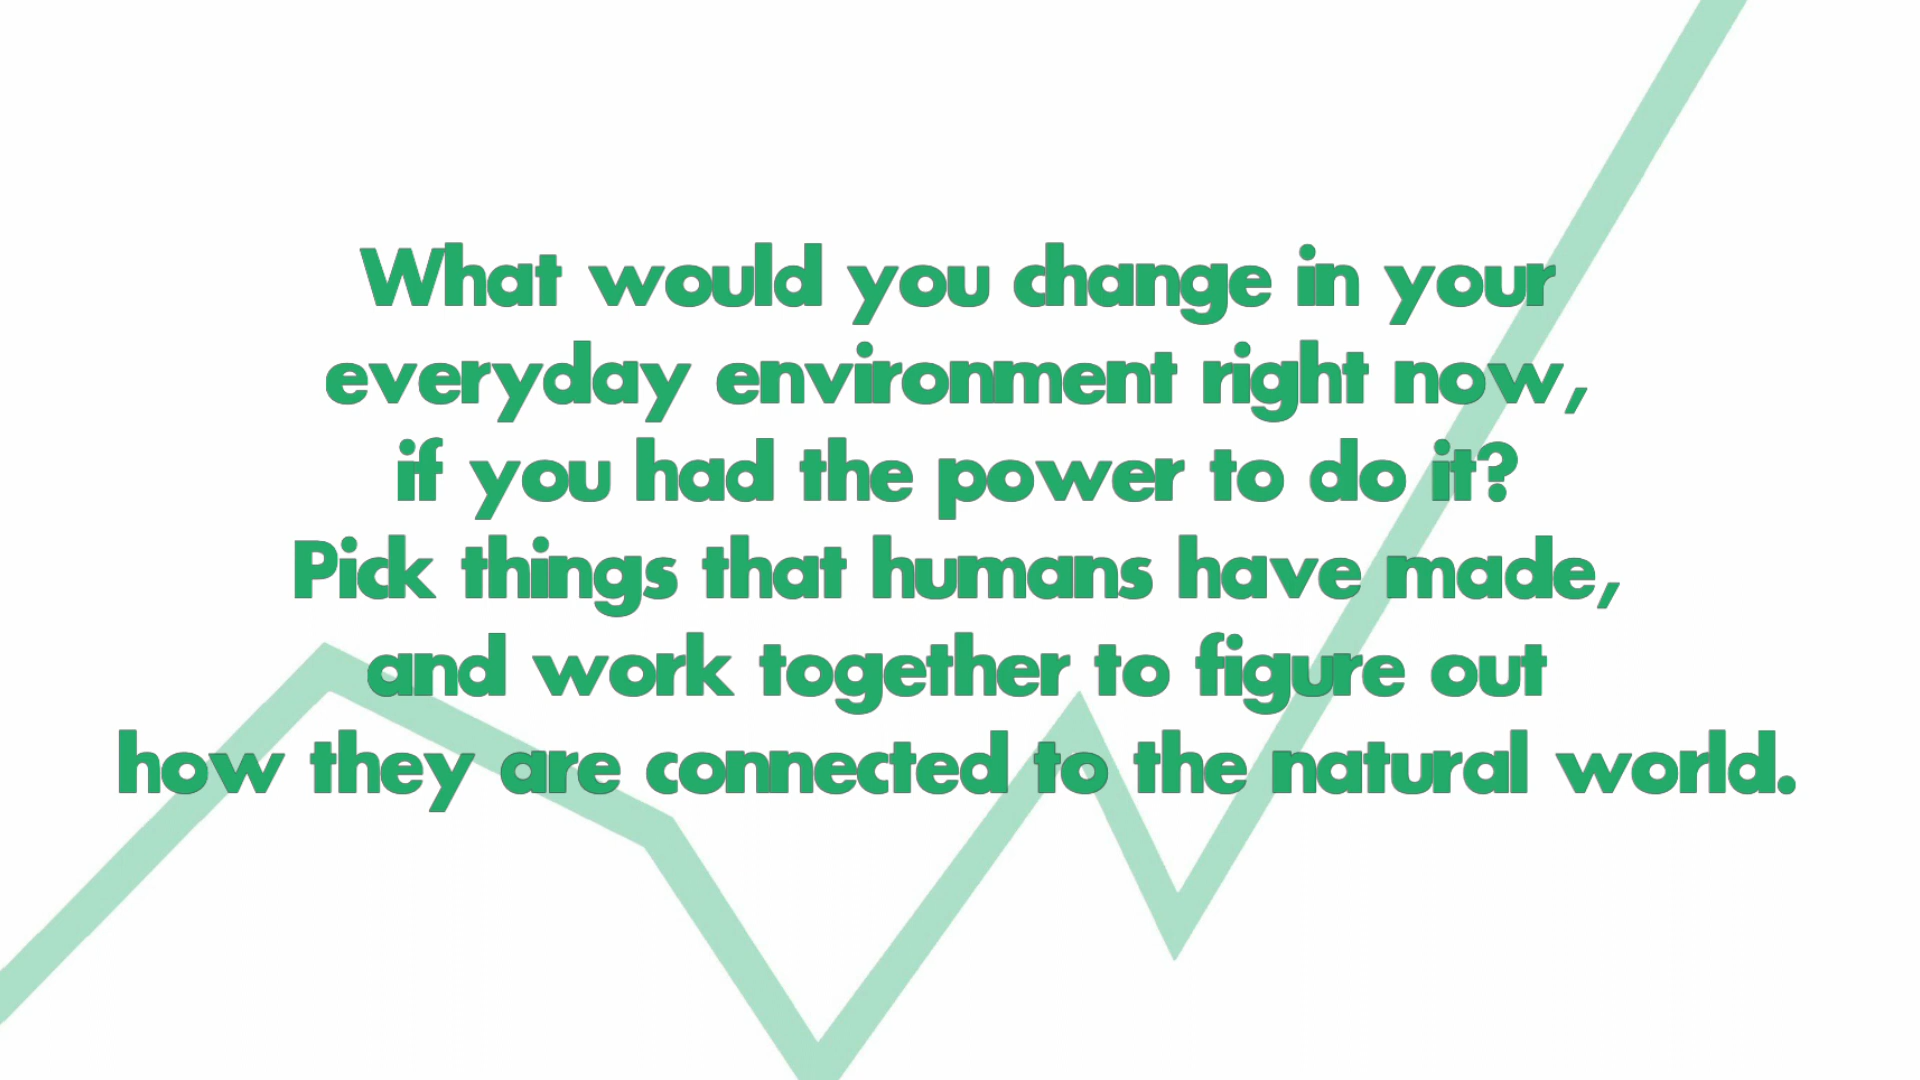 What would you change in your
everyday environment right now,
if you had the power to do it?
Pick things that humans have made,
and work together to figure out
how they are connected to the natural world.